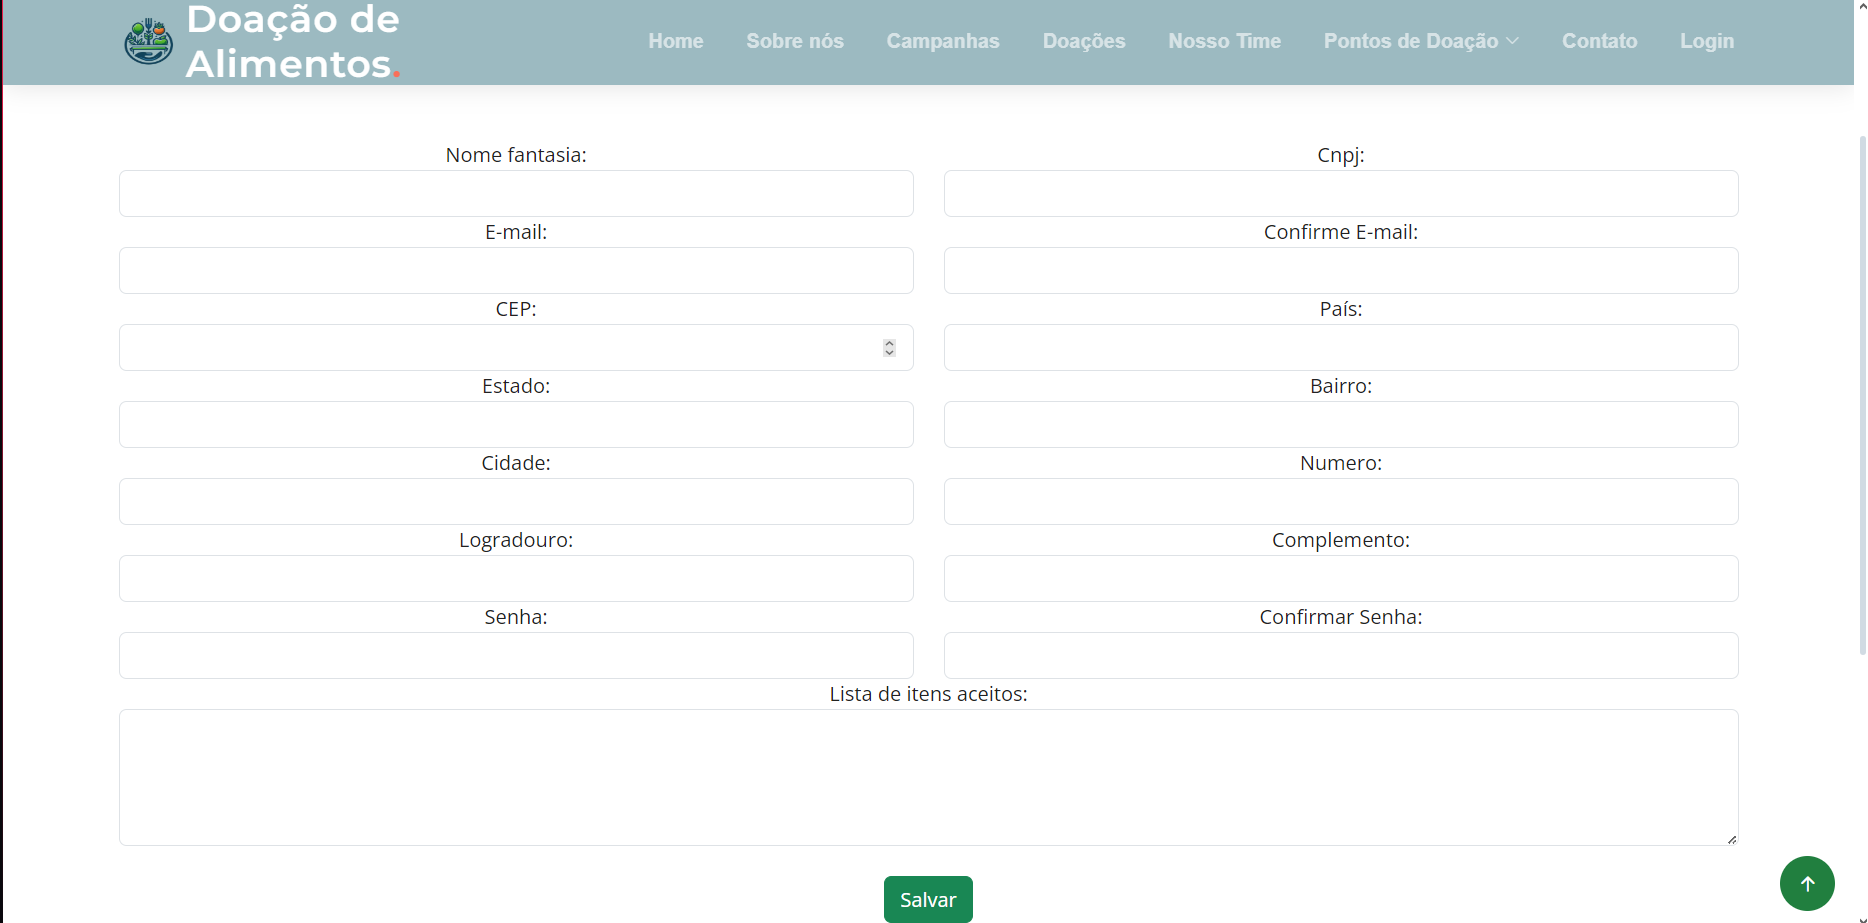 Doação de
Alimentos.
Home Sobre nós Campanhas Doações Nosso Time Pontos de Doação Contato Login
Nome fantasia: Cnpj:
E-mail: Confirme E-mail:
CEP: País:
Estado: Bairro:
Cidade: Numero:
Logradouro: Complemento:
Senha: Confirmar Senha:
Lista de itens aceitos:
Salvar